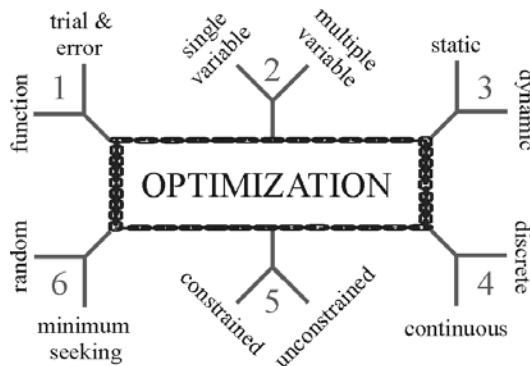 trial &
error
1
function
single
variable
2
multiple
variable
static
3
dynamic
OPTIMIZATION
random
6
minimum
seeking
constrained
5
unconstrained
discrete
4
continuous